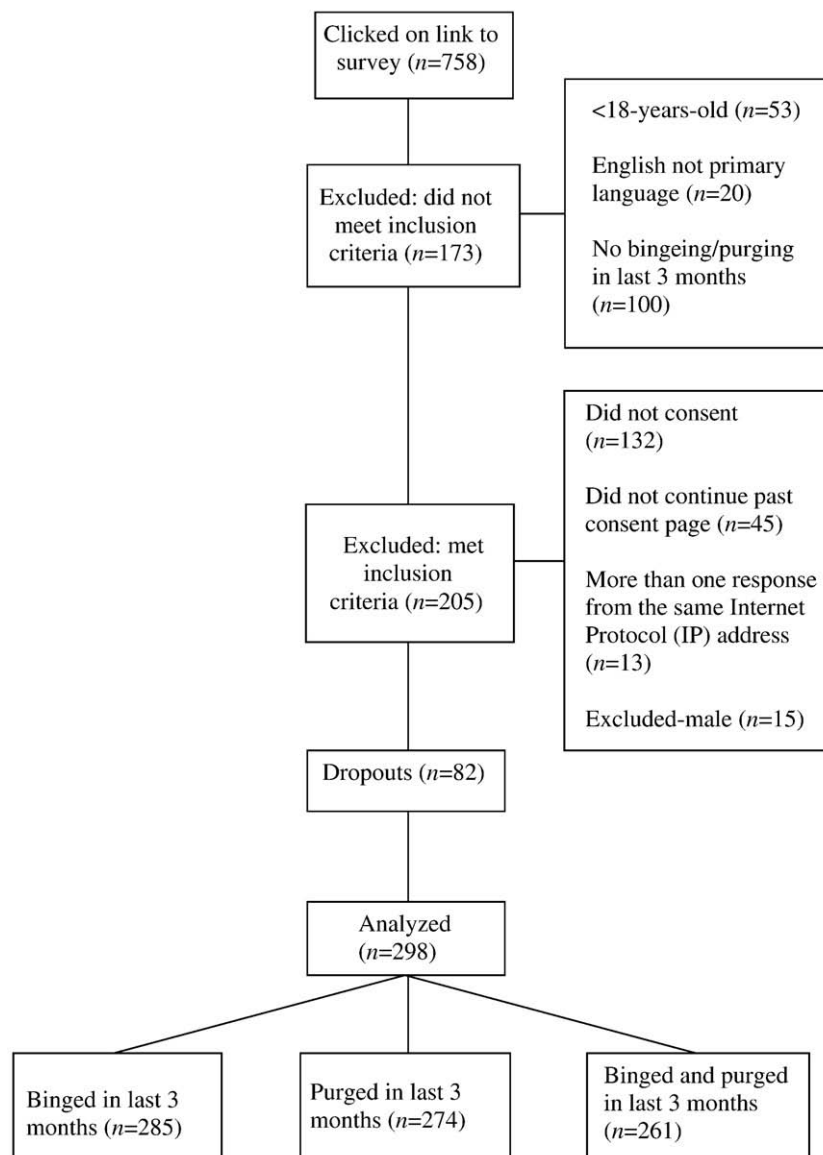 Clicked on link to
survey (n=758)
<18-years-old (n=53)
English not primary
language (n=20)
No bingeing/purging
in last 3 months
(n=100)
Excluded: did not
meet inclusion
criteria (n=173)
Did not consent
(n=132)
Did not continue past
consent page (n=45)
More than one response
from the same Internet
Protocol (IP) address
(n=13)
Excluded-male (n=15)
Excluded: met
inclusion
criteria (n=205)
Dropouts (n=82)
Analyzed
(n=298)
Binged in last 3
months (n=285)
Purged in last 3
months (n=274)
Binged and purged
in last 3 months
(n=261)